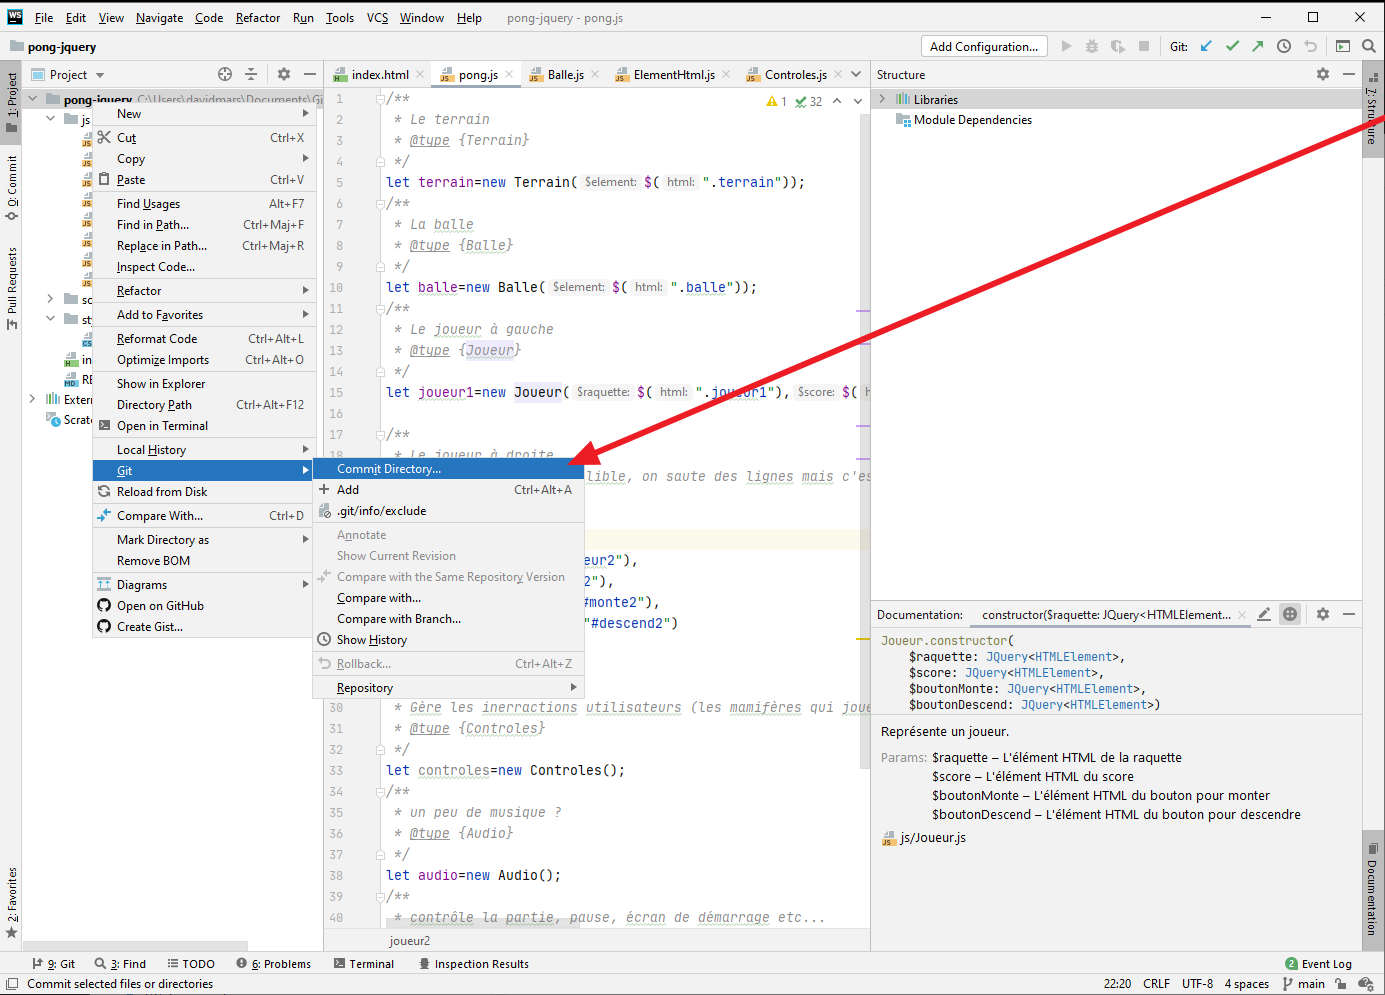 WS File Edit View Navigate Code Refactor Run Tools VCS Window Help pong-jquery - pong.js
pong-jquery
Add Configuration...
Git:
1: Project
0: Commit
Pull Requests
2: Favorites
Project
index.html pong.js Balle.js ElementHtml.js Controles.js
Structure
pong-jquery C:\Users\davidmars\Documents\Gi
js
sty
in
Exter
Scratc
New
Cut Ctrl+X
Copy
Paste Ctrl+V
Find Usages Alt+F7
Find in Path... Ctrl+Maj+F
Replace in Path... Ctrl+Maj+R
Inspect Code...
Refactor
Add to Favorites
Reformat Code Ctrl+Alt+L
Optimize Imports Ctrl+Alt+O
Show in Explorer
Directory Path Ctrl+Alt+F12
Open in Terminal
Local History
Git
Reload from Disk
Compare With... Ctrl+D
Mark Directory as
Remove BOM
Diagrams
Open on GitHub
Create Gist...
Commit Directory...
Add Ctrl+Alt+A
.git/info/exclude
Annotate
Show Current Revision
Compare with the Same Repository Version
Compare with...
Compare with Branch...
Show History
Rollback... Ctrl+Alt+Z
Repository
1 32
1 /**
2 * Le terrain
3 * @type {Terrain}
4 */
5 let terrain=new Terrain( $element: $( html: ".terrain"));
6 /**
7 * La balle
8 * @type {Balle}
9 */
10 let balle=new Balle( $element: $( html: ".balle"));
11 /**
12 * Le joueur à gauche
13 * @type {Joueur}
14 */
15 let joueur1=new Joueur( $raquette: $( html: ".joueur1"), $score: $( h
16
17 /**
18 * Le joueur à droite
lible, on saute des lignes mais c'es
eur2"),
2"),
#monte2"),
"#descend2")
30 * Gère les inerractions utilisateurs (les mamifères qui joue
31 * @type {Controles}
32 */
33 let controles=new Controles();
34 /**
35 * un peu de musique ?
36 * @type {Audio}
37 */
38 let audio=new Audio();
39 /**
40 * contrôle la partie, pause, écran de démarrage etc...
joueur2
Libraries
Module Dependencies
Z: Structure
Documentation: constructor($raquette: JQuery<HTMLElement...
Joueur.constructor(
$raquette: JQuery<HTMLElement>,
$score: JQuery<HTMLElement>,
$boutonMonte: JQuery<HTMLElement>,
$boutonDescend: JQuery<HTMLElement>)
Représente un joueur.
Params: $raquette – L'élément HTML de la raquette
$score – L'élément HTML du score
$boutonMonte – L'élément HTML du bouton pour monter
$boutonDescend – L'élément HTML du bouton pour descendre
js/Joueur.js
Documentation
9: Git 3: Find TODO 6: Problems Terminal Inspection Results 2 Event Log
Commit selected files or directories 22:20 CRLF UTF-8 4 spaces main